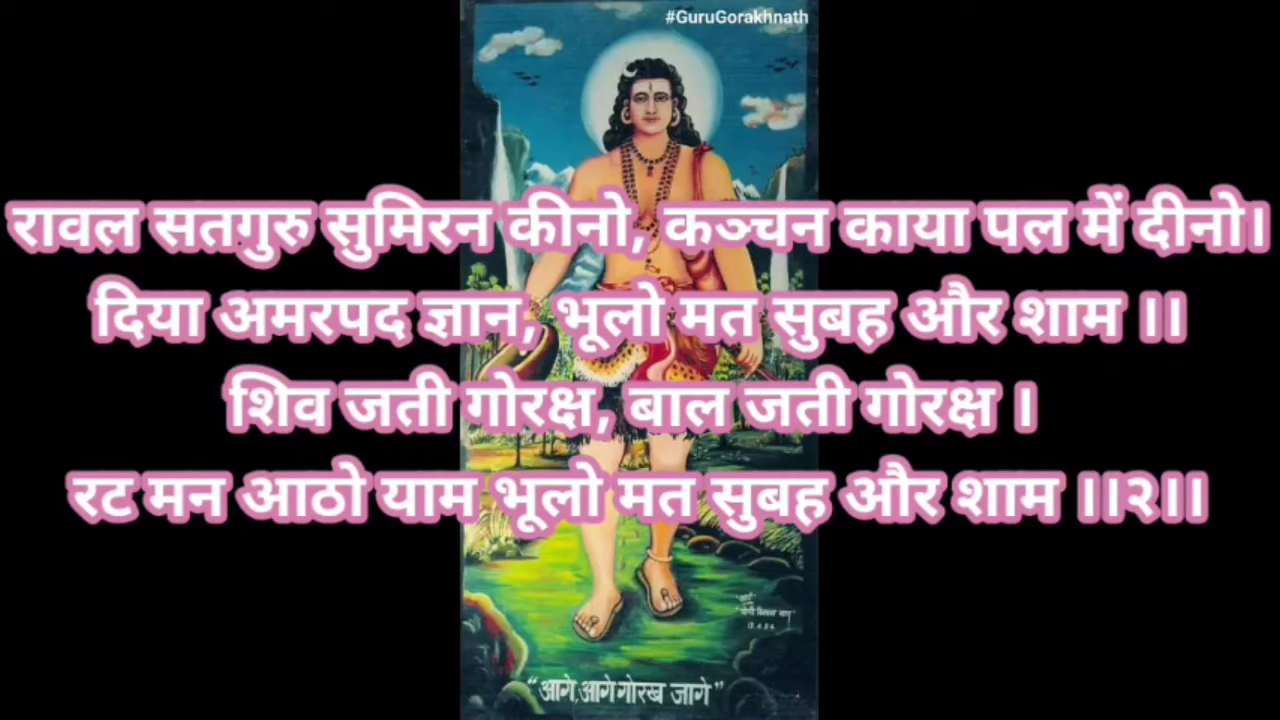 #GuruGorakhnath
रावल सतगुरु सुमिरन कीनो, कञ्चन काया पल में दीनो।
दिया अमरपद ज्ञान, भूलो मत सुबह और शाम ।।
शिव जती गोरक्ष, बाल जती गोरक्ष ।
रट मन आठो याम भूलो मत सुबह और शाम ।।२।।
"आगे,आगे गोरख जागे"